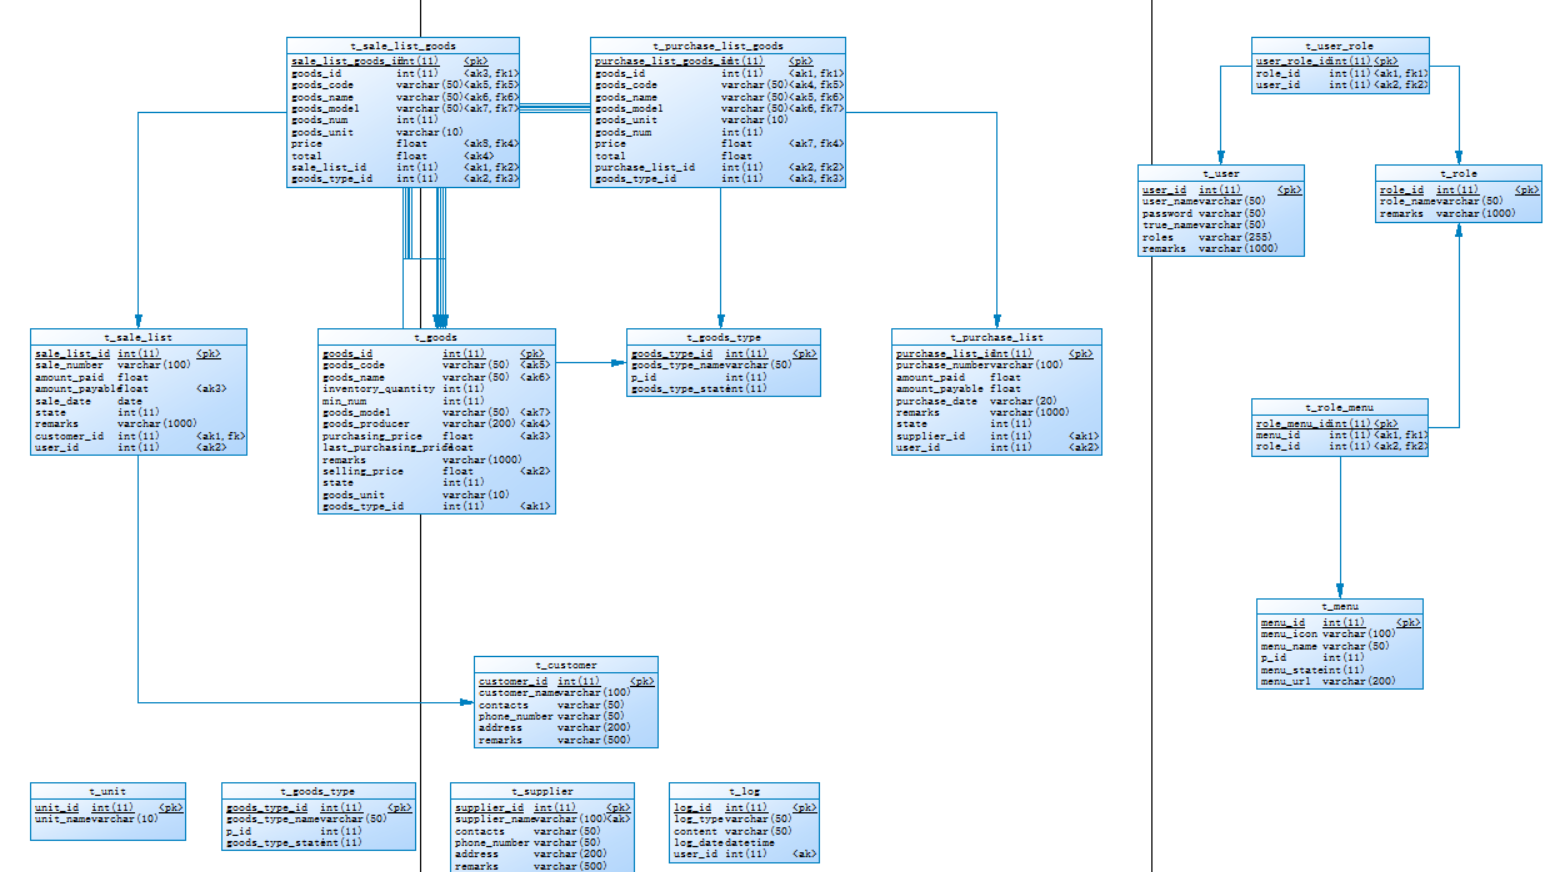 t_sale_list_goods
sale_list_goods_id int(11) <pk>
goods_id int(11) <ak3,fk1>
goods_code varchar(50) <ak5,fk5>
goods_name varchar(50) <ak6,fk6>
goods_model varchar(50) <ak7,fk7>
goods_num int(11)
goods_unit varchar(10)
price float <ak8,fk4>
total float <ak4>
sale_list_id int(11) <ak1,fk2>
goods_type_id int(11) <ak2,fk3>
t_purchase_list_goods
purchase_list_goods_id int(11) <pk>
goods_id int(11) <ak1,fk1>
goods_code varchar(50) <ak4,fk5>
goods_name varchar(50) <ak5,fk6>
goods_model varchar(50) <ak6,fk7>
goods_unit varchar(10)
goods_num int(11)
price float <ak7,fk4>
total float
purchase_list_id int(11) <ak2,fk2>
goods_type_id int(11) <ak3,fk3>
t_user_role
user_role_id int(11) <pk>
role_id int(11) <ak1,fk1>
user_id int(11) <ak2,fk2>
t_user
user_id int(11) <pk>
user_name varchar(50)
password varchar(50)
true_name varchar(50)
roles varchar(255)
remarks varchar(1000)
t_role
role_id int(11) <pk>
role_name varchar(50)
remarks varchar(1000)
t_sale_list
sale_list_id int(11) <pk>
sale_number varchar(100)
amount_paid float
amount_payable float <ak3>
sale_date date
state int(11)
remarks varchar(1000)
customer_id int(11) <ak1,fk>
user_id int(11) <ak2>
t_goods
goods_id int(11) <pk>
goods_code varchar(50) <ak5>
goods_name varchar(50) <ak6>
inventory_quantity int(11)
min_num int(11)
goods_model varchar(50) <ak7>
goods_producer varchar(200) <ak4>
purchasing_price float <ak3>
last_purchasing_price float
remarks varchar(1000)
selling_price float <ak2>
state int(11)
goods_unit varchar(10)
goods_type_id int(11) <ak1>
t_goods_type
goods_type_id int(11) <pk>
goods_type_name varchar(50)
p_id int(11)
goods_type_state int(11)
t_purchase_list
purchase_list_id int(11) <pk>
purchase_number varchar(100)
amount_paid float
amount_payable float
purchase_date varchar(20)
remarks varchar(1000)
state int(11)
supplier_id int(11) <ak1>
user_id int(11) <ak2>
t_role_menu
role_menu_id int(11) <pk>
menu_id int(11) <ak1,fk1>
role_id int(11) <ak2,fk2>
t_menu
menu_id int(11) <pk>
menu_icon varchar(100)
menu_name varchar(50)
p_id int(11)
menu_state int(11)
menu_url varchar(200)
t_customer
customer_id int(11) <pk>
customer_name varchar(100)
contacts varchar(50)
phone_number varchar(50)
address varchar(200)
remarks varchar(500)
t_unit
unit_id int(11) <pk>
unit_name varchar(10)
t_goods_type
goods_type_id int(11) <pk>
goods_type_name varchar(50)
p_id int(11)
goods_type_state int(11)
t_supplier
supplier_id int(11) <pk>
supplier_name varchar(100) <ak>
contacts varchar(50)
phone_number varchar(50)
address varchar(200)
remarks varchar(500)
t_log
log_id int(11) <pk>
log_type varchar(50)
content varchar(50)
log_date datetime
user_id int(11) <ak>